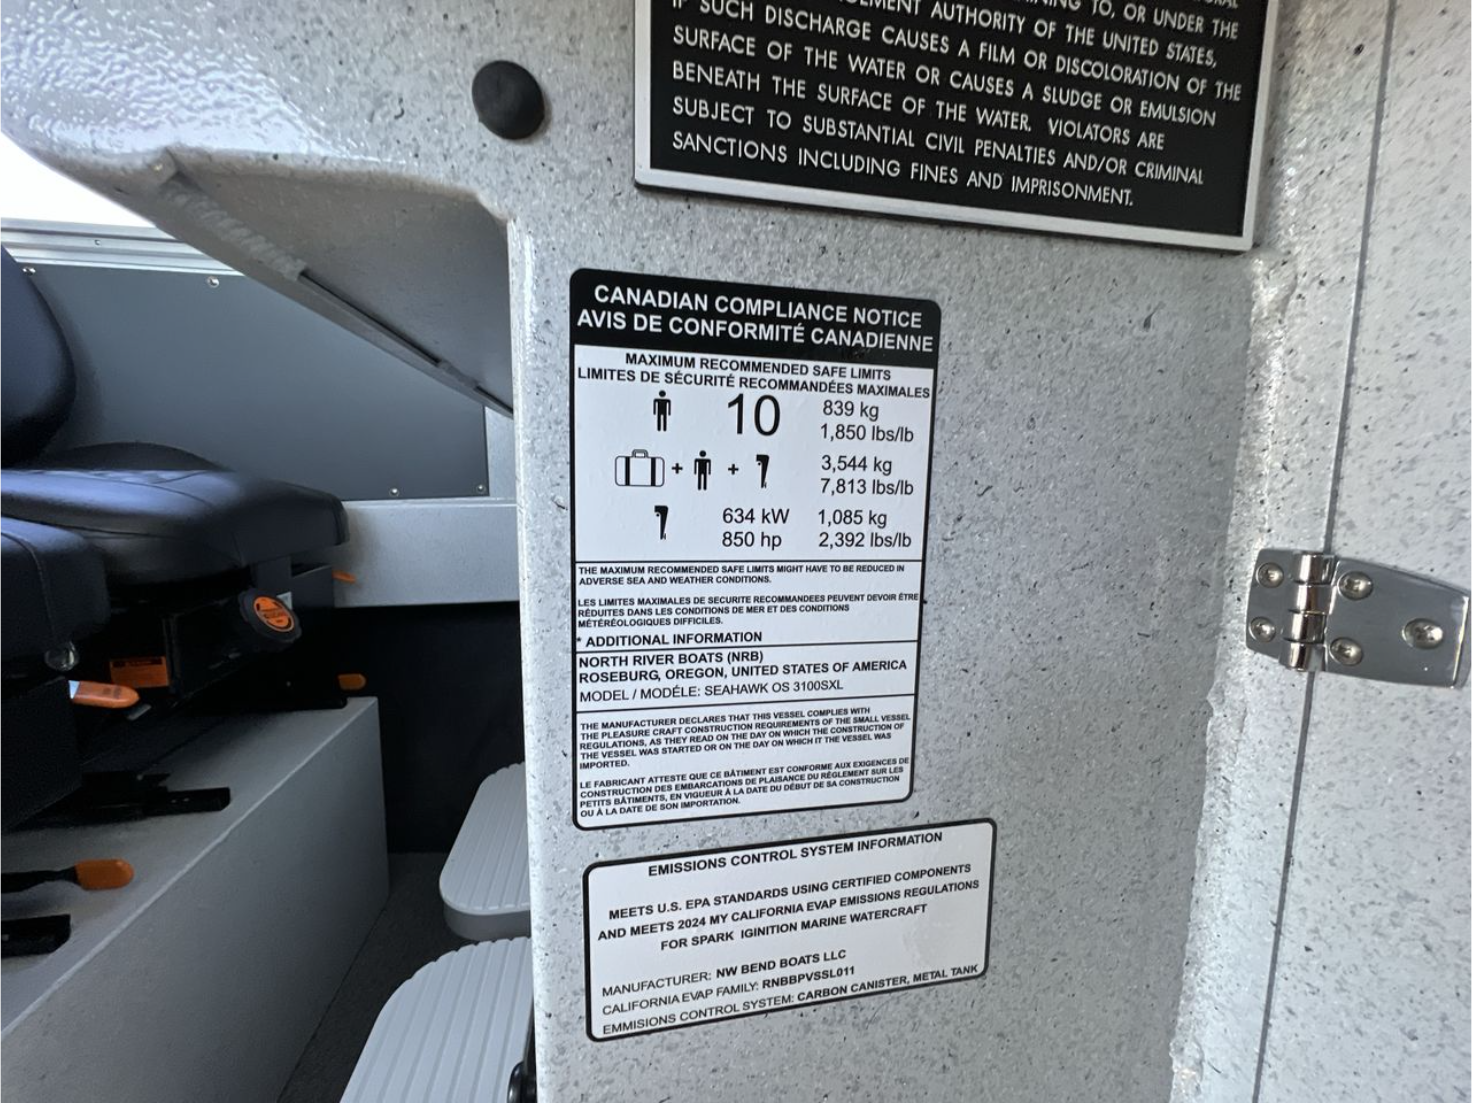 TO, OR UNDER THE
AUTHORITY OF THE UNITED STATES,
IF SUCH DISCHARGE CAUSES A FILM OR DISCOLORATION OF THE
SURFACE OF THE WATER OR CAUSES A SLUDGE OR EMULSION
BENEATH THE SURFACE OF THE WATER. VIOLATORS ARE
SUBJECT TO SUBSTANTIAL CIVIL PENALTIES AND/OR CRIMINAL
SANCTIONS INCLUDING FINES AND IMPRISONMENT.
CANADIAN COMPLIANCE NOTICE
AVIS DE CONFORMITÉ CANADIENNE
MAXIMUM RECOMMENDED SAFE LIMITS
LIMITES DE SÉCURITÉ RECOMMANDÉES MAXIMALES
10 839 kg
1,850 lbs/lb
+ + 3,544 kg
7,813 lbs/lb
634 kW 1,085 kg
850 hp 2,392 lbs/lb
THE MAXIMUM RECOMMENDED SAFE LIMITS MIGHT HAVE TO BE REDUCED IN
ADVERSE SEA AND WEATHER CONDITIONS.
LES LIMITES MAXIMALES DE SECURITE RECOMMANDEES PEUVENT DEVOIR ÊTRE
RÉDUITES DANS LES CONDITIONS DE MER ET DES CONDITIONS
MÉTÉRÉOLOGIQUES DIFFICILES.
* ADDITIONAL INFORMATION
NORTH RIVER BOATS (NRB)
ROSEBURG, OREGON, UNITED STATES OF AMERICA
MODEL / MODÉLE: SEAHAWK OS 3100SXL
THE MANUFACTURER DECLARES THAT THIS VESSEL COMPLIES WITH
THE PLEASURE CRAFT CONSTRUCTION REQUIREMENTS OF THE SMALL VESSEL
REGULATIONS, AS THEY READ ON THE DAY ON WHICH THE CONSTRUCTION OF
THE VESSEL WAS STARTED OR ON THE DAY ON WHICH IT THE VESSEL WAS
IMPORTED.
LE FABRICANT ATTESTE QUE CE BÂTIMENT EST CONFORME AUX EXIGENCES DE
CONSTRUCTION DES EMBARCATIONS DE PLAISANCE DU RÈGLEMENT SUR LES
PETITS BÂTIMENTS, EN VIGUEUR À LA DATE DU DÉBUT DE SA CONSTRUCTION
OU À LA DATE DE SON IMPORTATION.
EMISSIONS CONTROL SYSTEM INFORMATION
MEETS U.S. EPA STANDARDS USING CERTIFIED COMPONENTS
AND MEETS 2024 MY CALIFORNIA EVAP EMISSIONS REGULATIONS
FOR SPARK IGINITION MARINE WATERCRAFT
MANUFACTURER: NW BEND BOATS LLC
CALIFORNIA EVAP FAMILY: RNBBPVSSL011
EMMISIONS CONTROL SYSTEM: CARBON CANISTER, METAL TANK